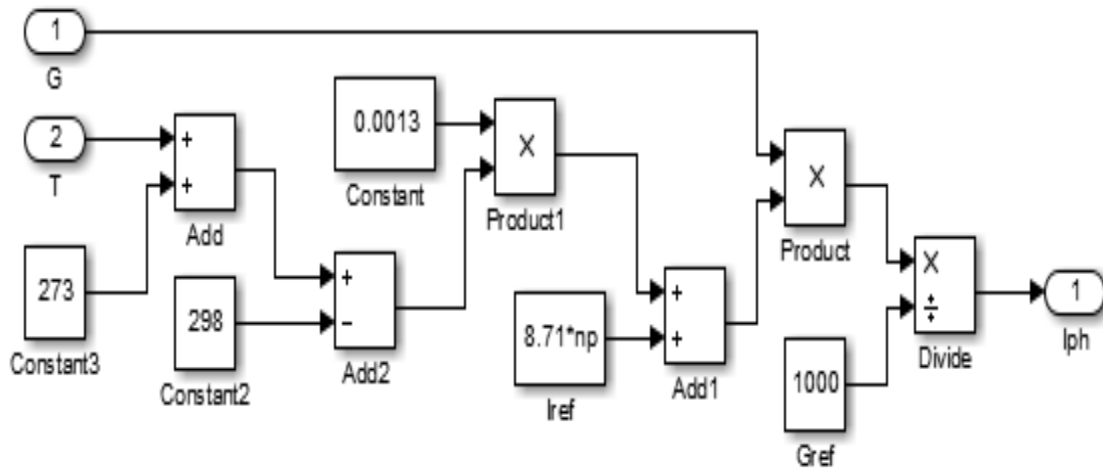 1
G
2
T
+
+
Add
273
Constant3
0.0013
Constant
×
Product1
298
Constant2
+
−
Add2
8.71*np
Iref
+
+
Add1
×
Product
1000
Gref
×
÷
Divide
1
Iph